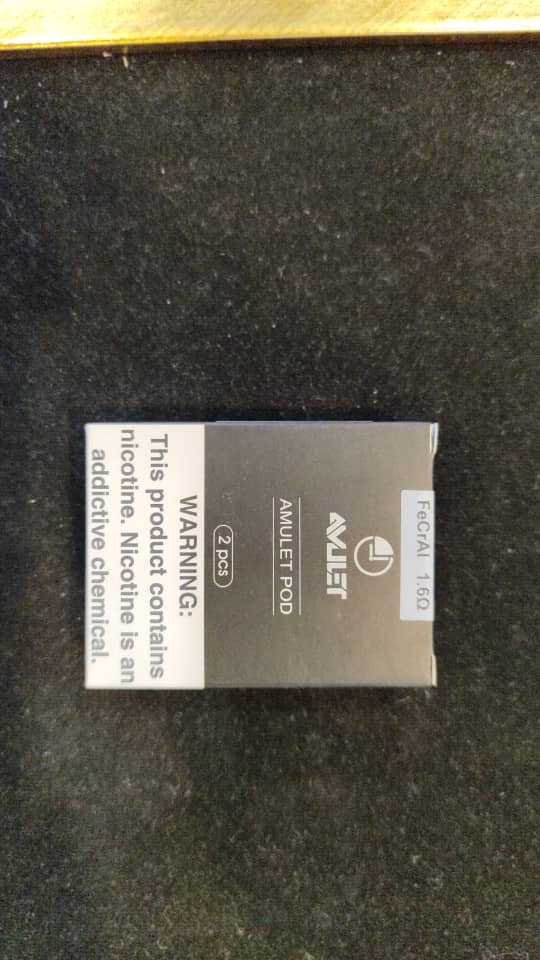 FeCrAl 1.6Ω
AMULET
AMULET POD
2 pcs
WARNING:
This product contains
nicotine. Nicotine is an
addictive chemical.